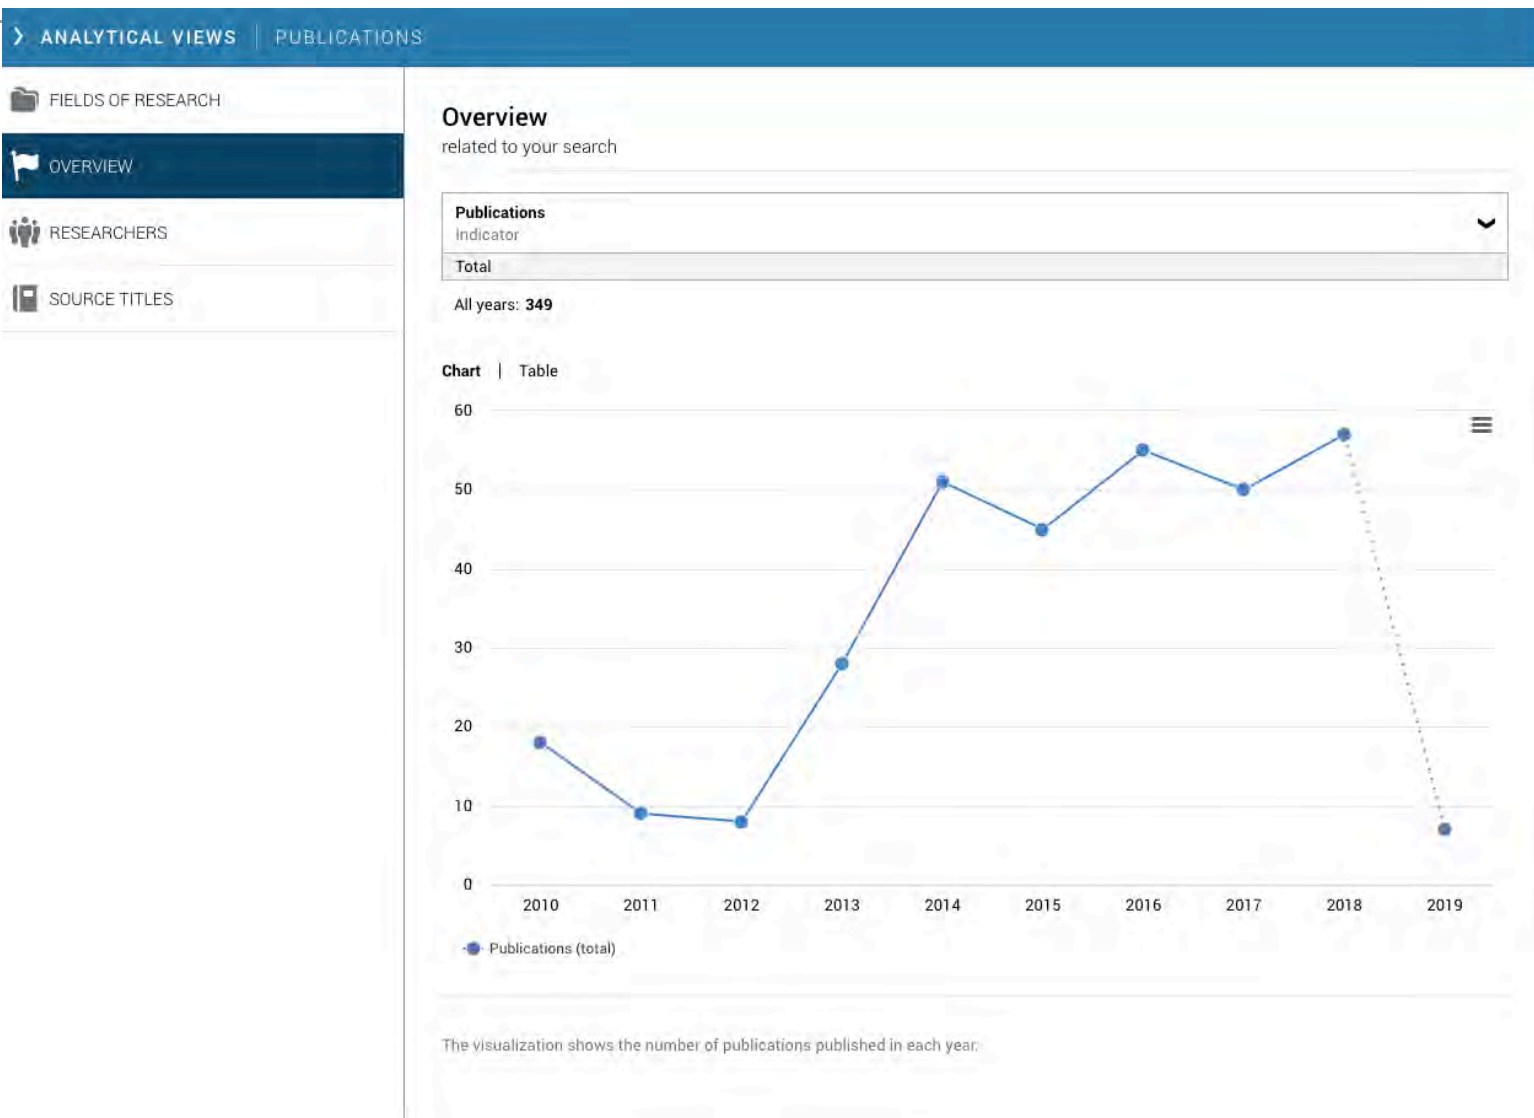 ANALYTICAL VIEWS | PUBLICATIONS
FIELDS OF RESEARCH
OVERVIEW
RESEARCHERS
SOURCE TITLES
Overview
related to your search
Publications
Indicator
Total
All years: 349
Chart | Table
60
50
40
30
20
10
0
2010 2011 2012 2013 2014 2015 2016 2017 2018 2019
Publications (total)
The visualization shows the number of publications published in each year.